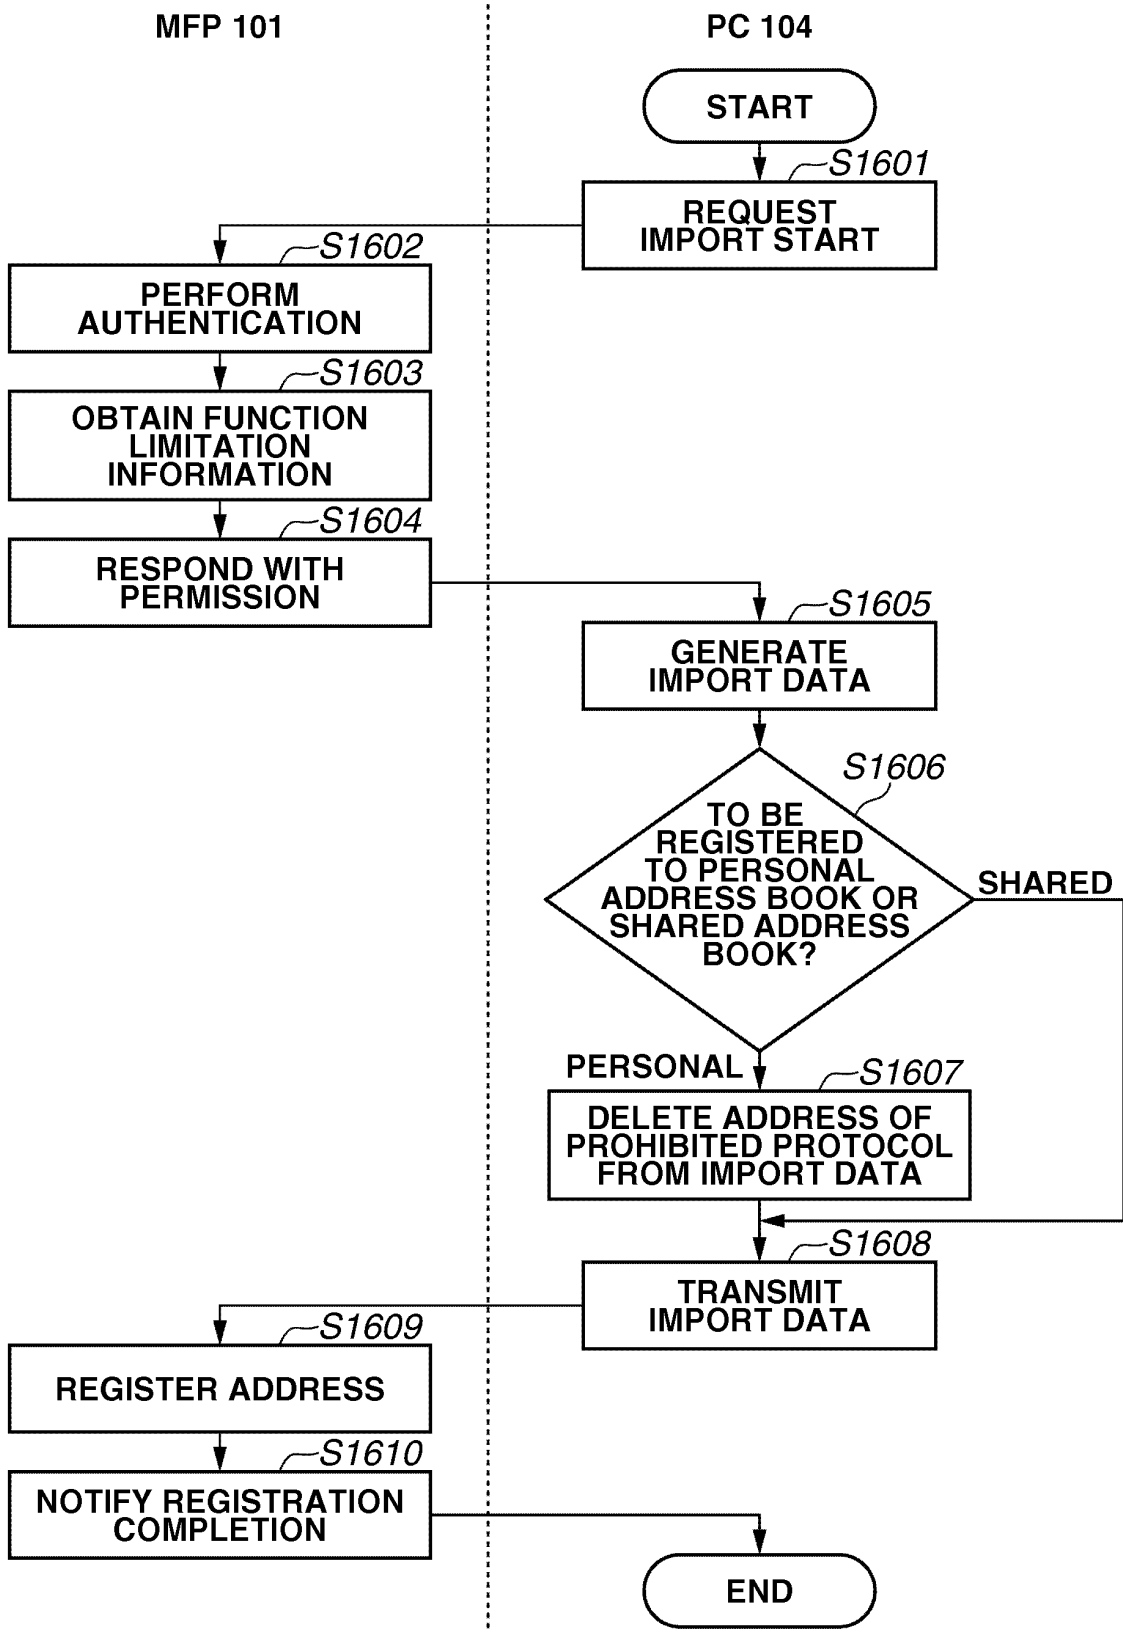 MFP 101
PC 104
START
S1601
REQUEST
IMPORT START
S1602
PERFORM
AUTHENTICATION
S1603
OBTAIN FUNCTION
LIMITATION
INFORMATION
S1604
RESPOND WITH
PERMISSION
S1605
GENERATE
IMPORT DATA
S1606
TO BE
REGISTERED
TO PERSONAL
ADDRESS BOOK OR
SHARED ADDRESS
BOOK?
SHARED
PERSONAL
S1607
DELETE ADDRESS OF
PROHIBITED PROTOCOL
FROM IMPORT DATA
S1608
TRANSMIT
IMPORT DATA
S1609
REGISTER ADDRESS
S1610
NOTIFY REGISTRATION
COMPLETION
END